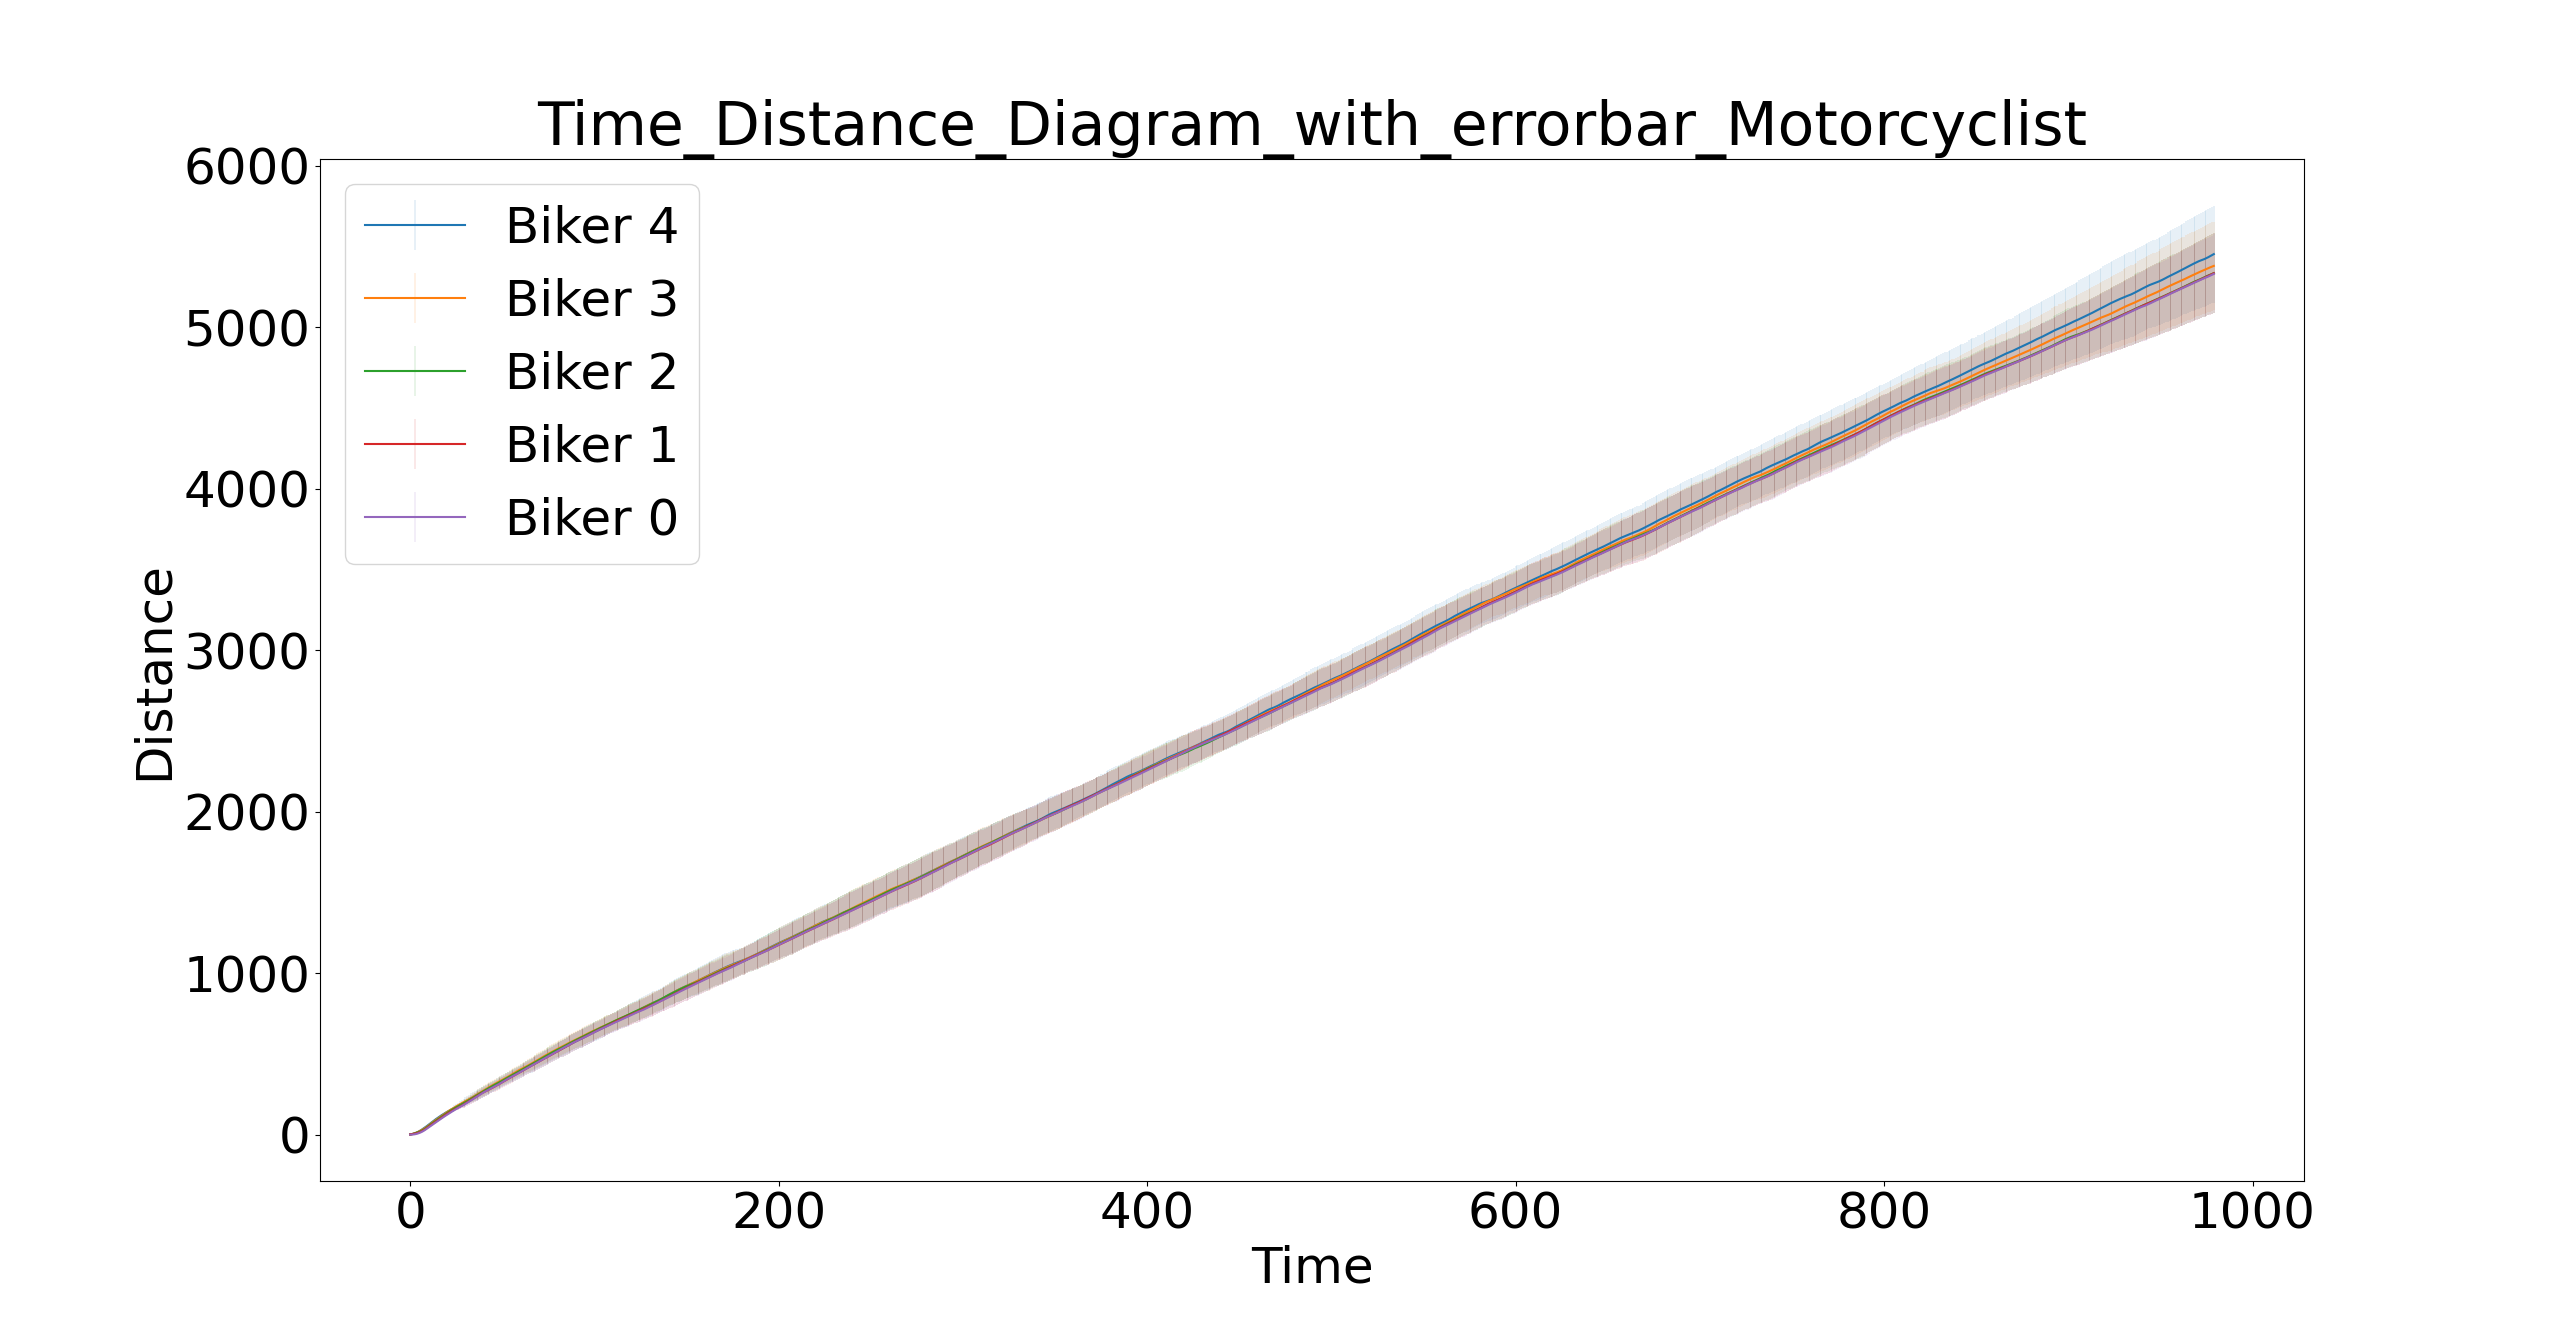 Time_Distance_Diagram_with_errorbar_Motorcyclist
6000
5000
4000
3000
2000
1000
0
Distance
Biker 4
Biker 3
Biker 2
Biker 1
Biker 0
0 200 400 600 800 1000
Time